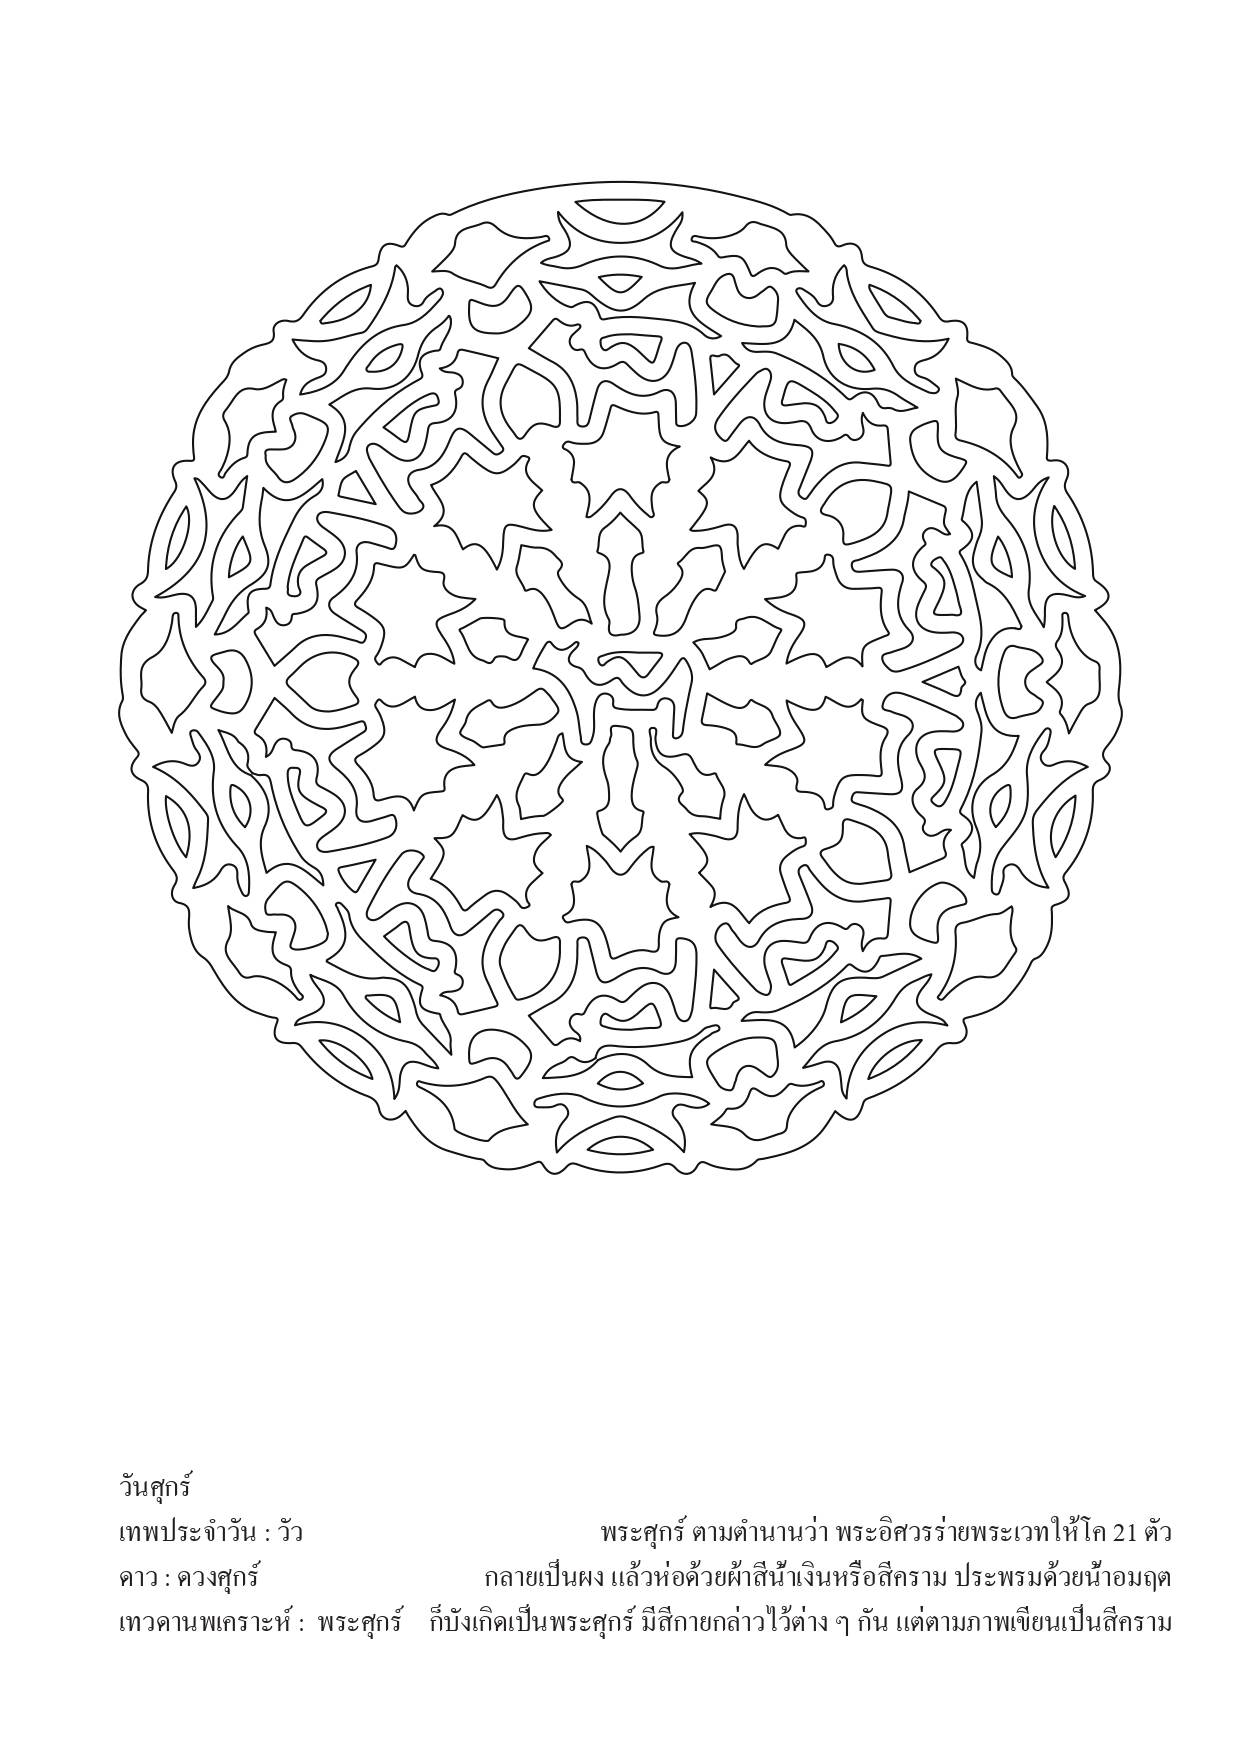 วันศุกร์
เทพประจำวัน : วัว
ดาว : ดวงศุกร์
เทวดานพเคราะห์ : พระศุกร์
พระศุกร์ ตามตำนานว่า พระอิศวรร่ายพระเวทให้โค 21 ตัว
กลายเป็นผง แล้วห่อด้วยผ้าสีน้ำเงินหรือสีคราม ประพรมด้วยน้ำอมฤต
ก็บังเกิดเป็นพระศุกร์ มีสีกายกล่าวไว้ต่าง ๆ กัน แต่ตามภาพเขียนเป็นสีคราม